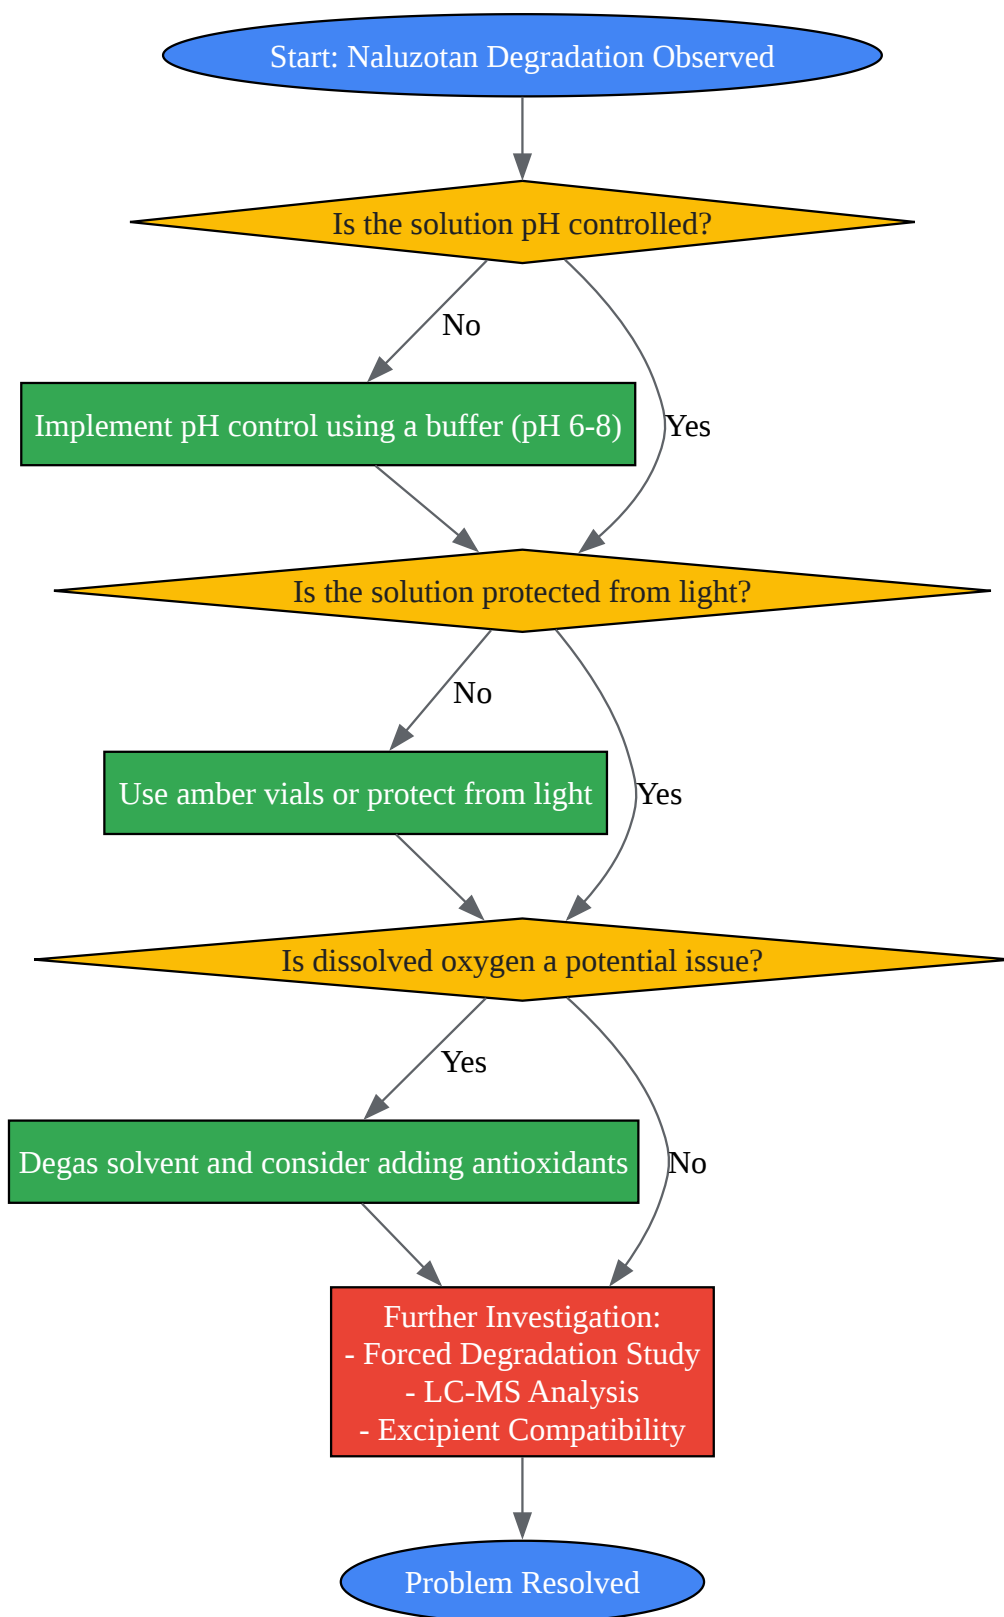 Start: Naluzotan Degradation Observed
Is the solution pH controlled?
No
Implement pH control using a buffer (pH 6-8)
Yes
Is the solution protected from light?
No
Use amber vials or protect from light
Yes
Is dissolved oxygen a potential issue?
Yes
Degas solvent and consider adding antioxidants
No
Further Investigation:
- Forced Degradation Study
- LC-MS Analysis
- Excipient Compatibility
Problem Resolved